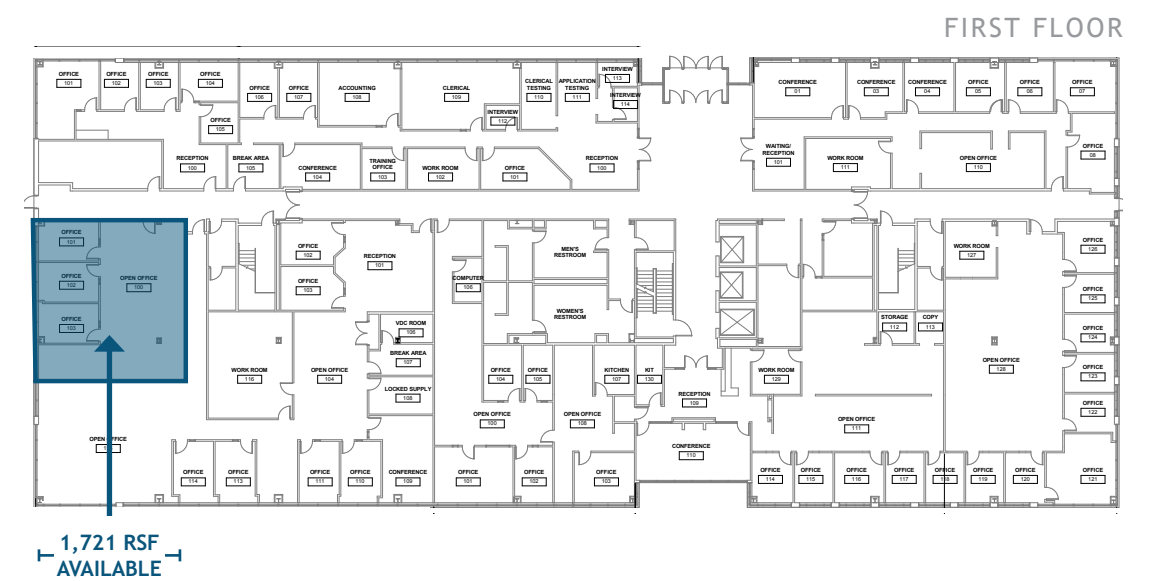 FIRST FLOOR
OFFICE
101
OFFICE
102
OFFICE
103
OFFICE
104
OFFICE
105
OFFICE
106
OFFICE
107
ACCOUNTING
108
CLERICAL
109
INTERVIEW
112
CLERICAL
TESTING
110
APPLICATION
TESTING
111
INTERVIEW
113
INTERVIEW
114
RECEPTION
100
BREAK AREA
105
CONFERENCE
104
TRAINING
OFFICE
103
WORK ROOM
102
OFFICE
101
RECEPTION
100
CONFERENCE
01
CONFERENCE
03
CONFERENCE
04
OFFICE
05
OFFICE
06
OFFICE
07
WAITING/
RECEPTION
101
WORK ROOM
111
OPEN OFFICE
110
OFFICE
08
OFFICE
101
OFFICE
102
OFFICE
103
OPEN OFFICE
100
OFFICE
102
OFFICE
103
RECEPTION
101
COMPUTER
106
MEN'S
RESTROOM
WOMEN'S
RESTROOM
WORK ROOM
127
OFFICE
126
OFFICE
125
OFFICE
124
OFFICE
123
OFFICE
122
OPEN OFFICE
128
STORAGE
112
COPY
113
VDC ROOM
106
BREAK AREA
107
LOCKED SUPPLY
108
WORK ROOM
116
OPEN OFFICE
104
OFFICE
104
OFFICE
105
KITCHEN
107
KIT
130
WORK ROOM
129
RECEPTION
109
OPEN OFFICE
100
OPEN OFFICE
108
OPEN OFFICE
111
OPEN OFFICE
CONFERENCE
110
OFFICE
114
OFFICE
113
OFFICE
111
OFFICE
110
CONFERENCE
109
OFFICE
101
OFFICE
102
OFFICE
103
OFFICE
114
OFFICE
115
OFFICE
116
OFFICE
117
OFFICE
118
OFFICE
119
OFFICE
120
OFFICE
121
1,721 RSF
AVAILABLE